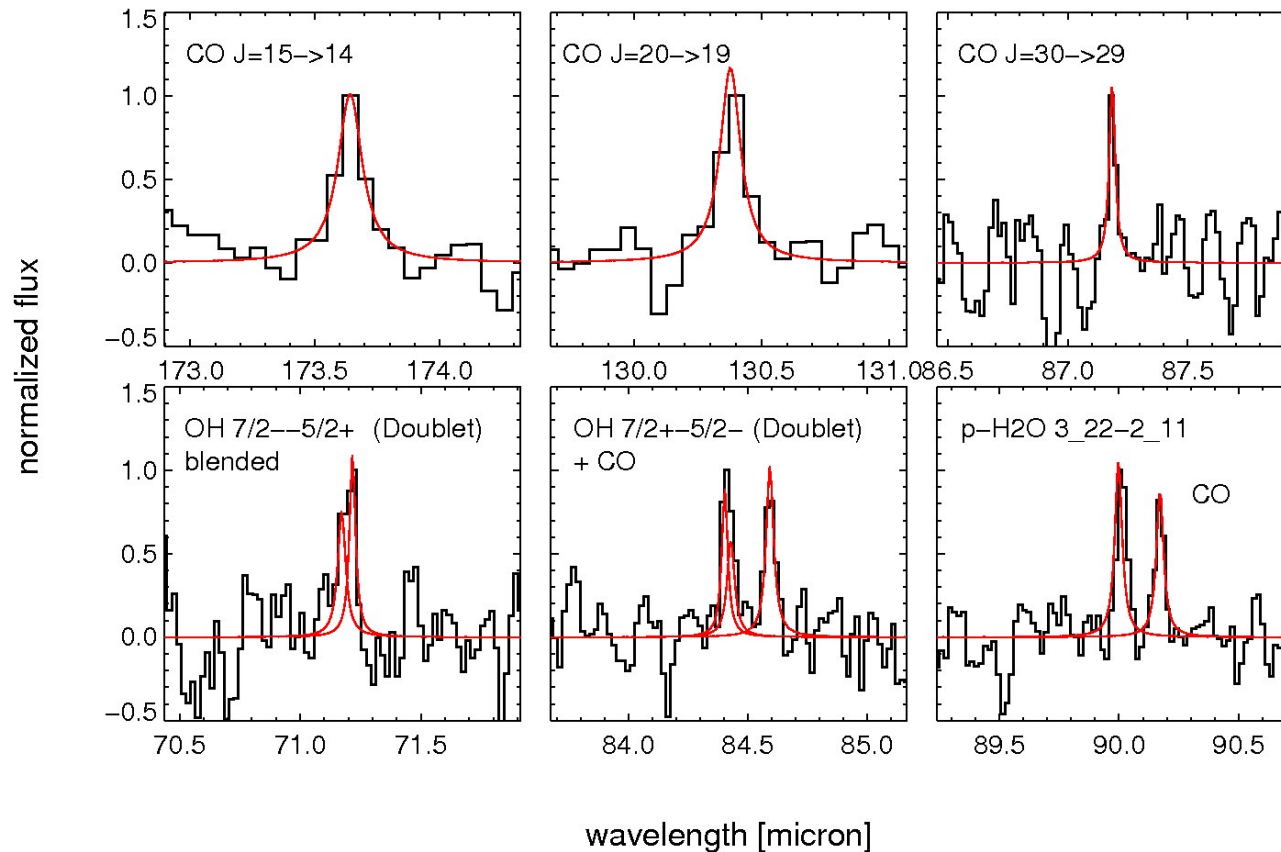 CO J=15->14
CO J=20->19
CO J=30->29
1.5
1.0
0.5
0.0
−0.5
173.0 173.5 174.0
130.0 130.5 131.0
86.5 87.0 87.5
OH 7/2−−5/2+ (Doublet)
blended
OH 7/2+−5/2− (Doublet)
+ CO
p−H2O 3_22−2_11
CO
1.5
1.0
0.5
0.0
−0.5
70.5 71.0 71.5
84.0 84.5 85.0
89.5 90.0 90.5
normalized flux
wavelength [micron]